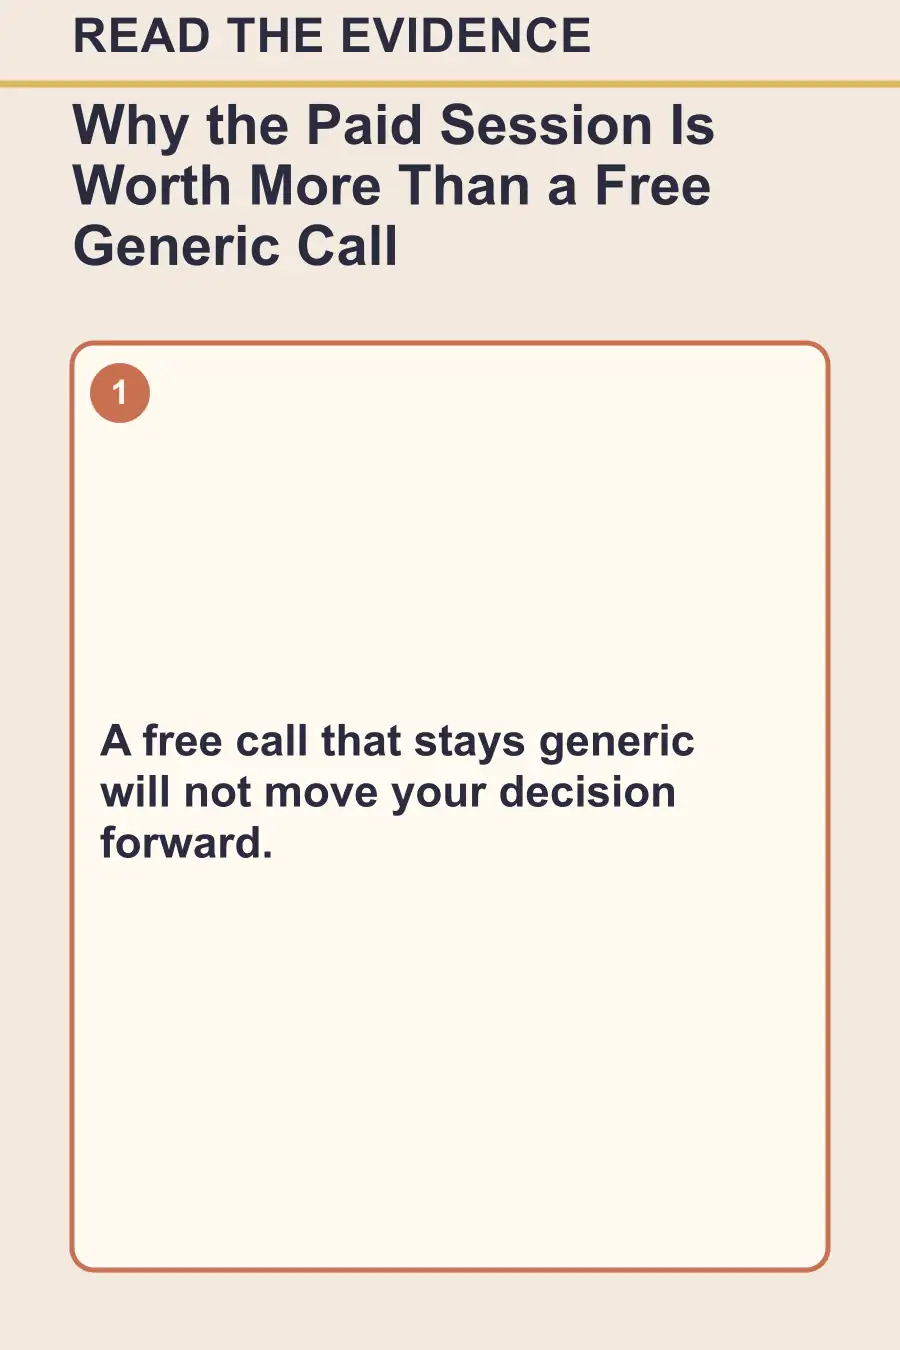 READ THE EVIDENCE
Why the Paid Session Is
Worth More Than a Free
Generic Call
1
A free call that stays generic
will not move your decision
forward.